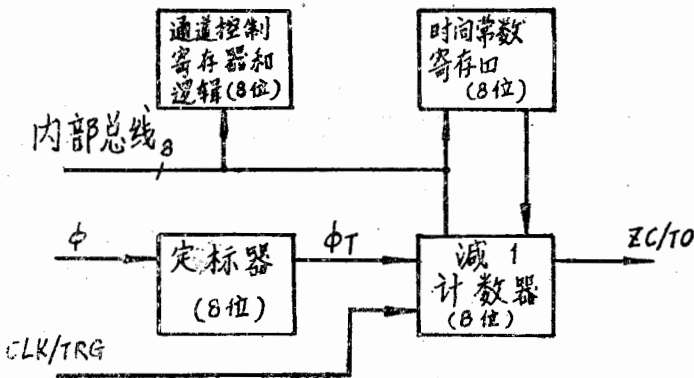 通道控制
寄存器和
逻辑(8位)
时间常数
寄存口
(8位)
内部总线 8
ϕ
定标器
(8位)
ϕT
减1
计数器
(8位)
ZC/TO
CLK/TRG